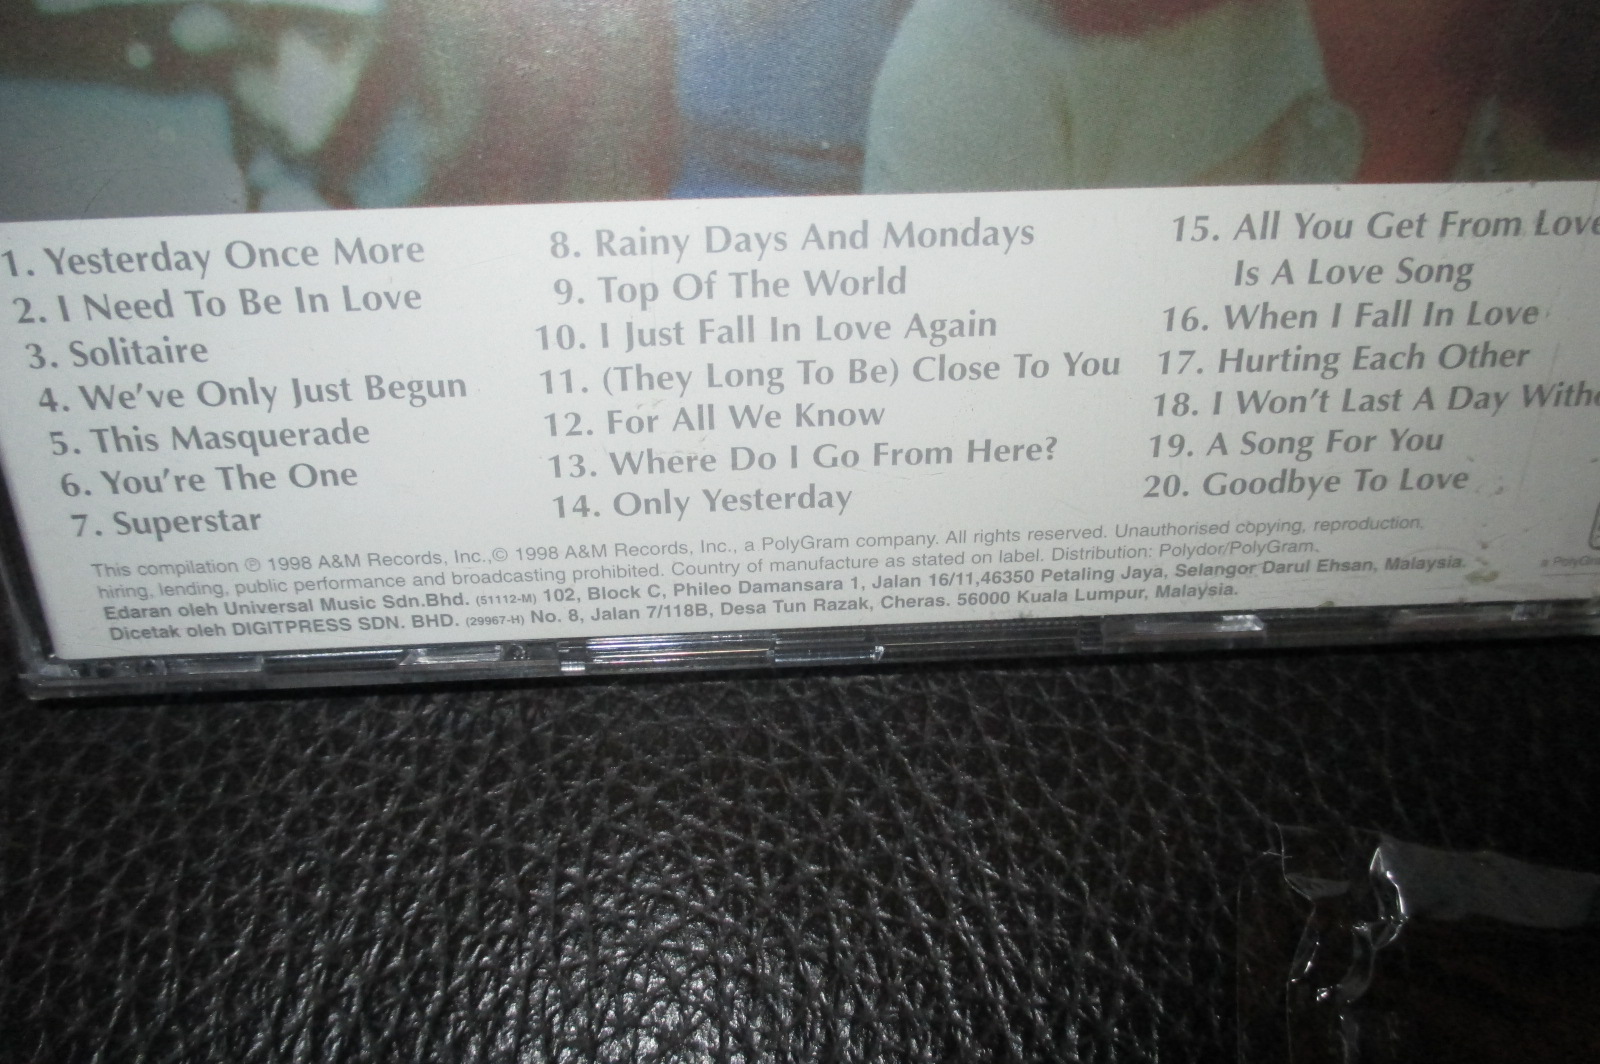 1. Yesterday Once More
2. I Need To Be In Love
3. Solitaire
4. We've Only Just Begun
5. This Masquerade
6. You're The One
7. Superstar
8. Rainy Days And Mondays
9. Top Of The World
10. I Just Fall In Love Again
11. (They Long To Be) Close To You
12. For All We Know
13. Where Do I Go From Here?
14. Only Yesterday
15. All You Get From Love
Is A Love Song
16. When I Fall In Love
17. Hurting Each Other
18. I Won't Last A Day
19. A Song For You
20. Goodbye To Love
This compilation ℗ 1998 A&M Records, Inc.,© 1998 A&M Records, Inc., a PolyGram company. All rights reserved. Unauthorised copying, reproduction,
hiring, lending, public performance and broadcasting prohibited. Country of manufacture as stated on label. Distribution: Polydor/PolyGram.
Edaran oleh Universal Music Sdn.Bhd. (51112-M) 102, Block C, Phileo Damansara 1, Jalan 16/11,46350 Petaling Jaya, Selangor Darul Ehsan, Malaysia.
Dicetak oleh DIGITPRESS SDN. BHD. (29967-H) No. 8, Jalan 7/118B, Desa Tun Razak, Cheras. 56000 Kuala Lumpur, Malaysia.